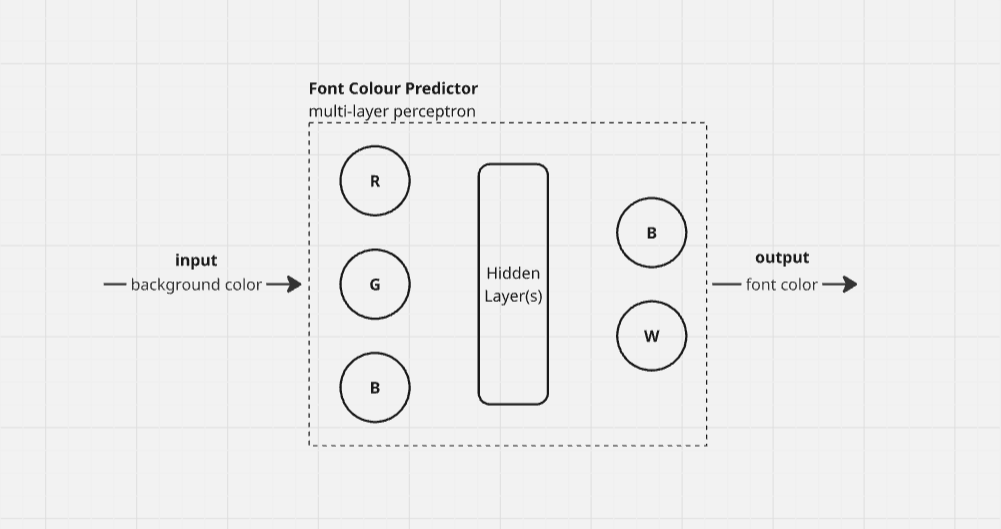 Font Colour Predictor
multi-layer perceptron
R
G
B
Hidden
Layer(s)
B
W
input
background color
output
font color